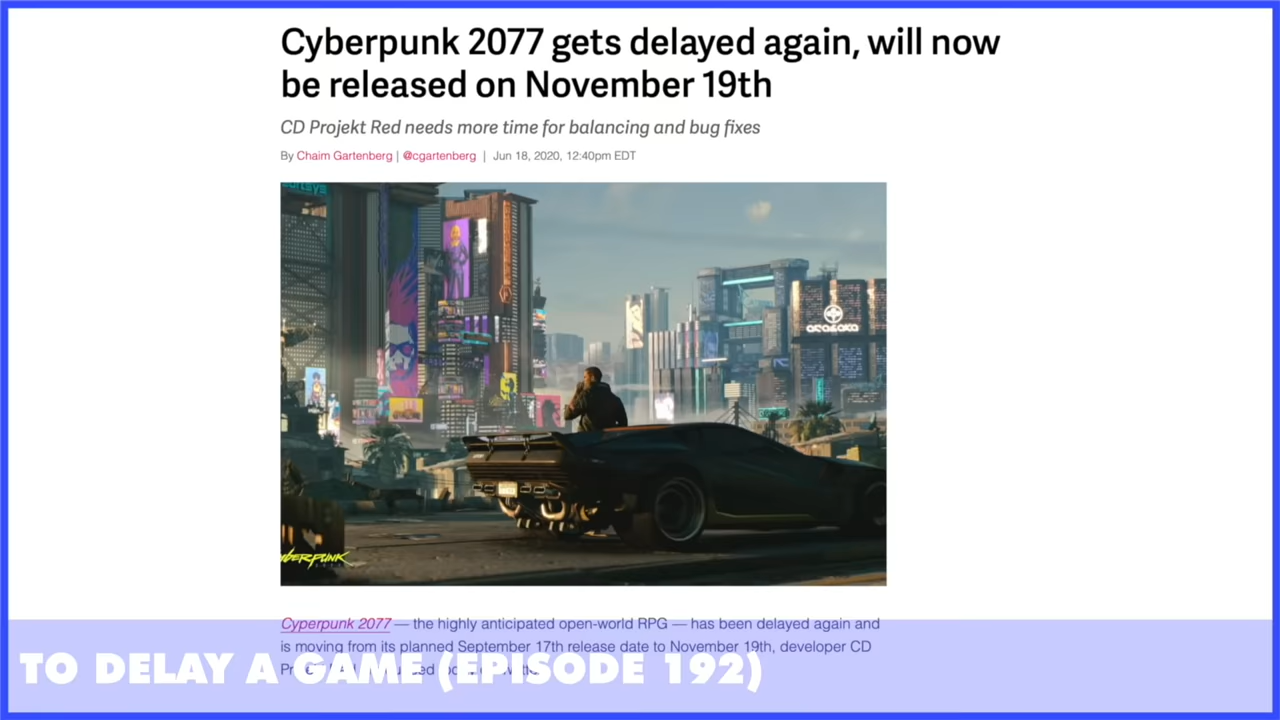 Cyberpunk 2077 gets delayed again, will now
be released on November 19th
CD Projekt Red needs more time for balancing and bug fixes
By Chaim Gartenberg | @cgartenberg | Jun 18, 2020, 12:40pm EDT
arasaka
CYBERPUNK
Cyperpunk 2077 — the highly anticipated open-world RPG — has been delayed again and
is moving from its planned September 17th release date to November 19th, developer CD
TO DELAY A GAME (EPISODE 192)